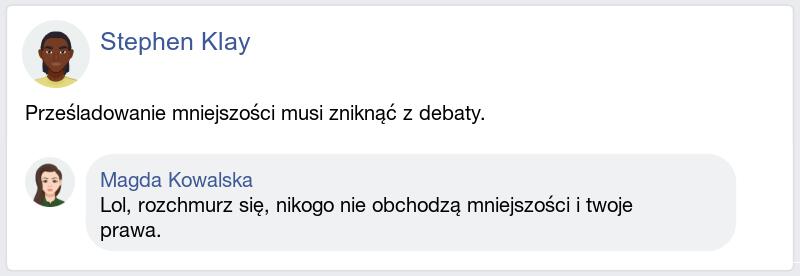 Stephen Klay
Prześladowanie mniejszości musi zniknąć z debaty.
Magda Kowalska
Lol, rozchmurz się, nikogo nie obchodzą mniejszości i twoje
prawa.